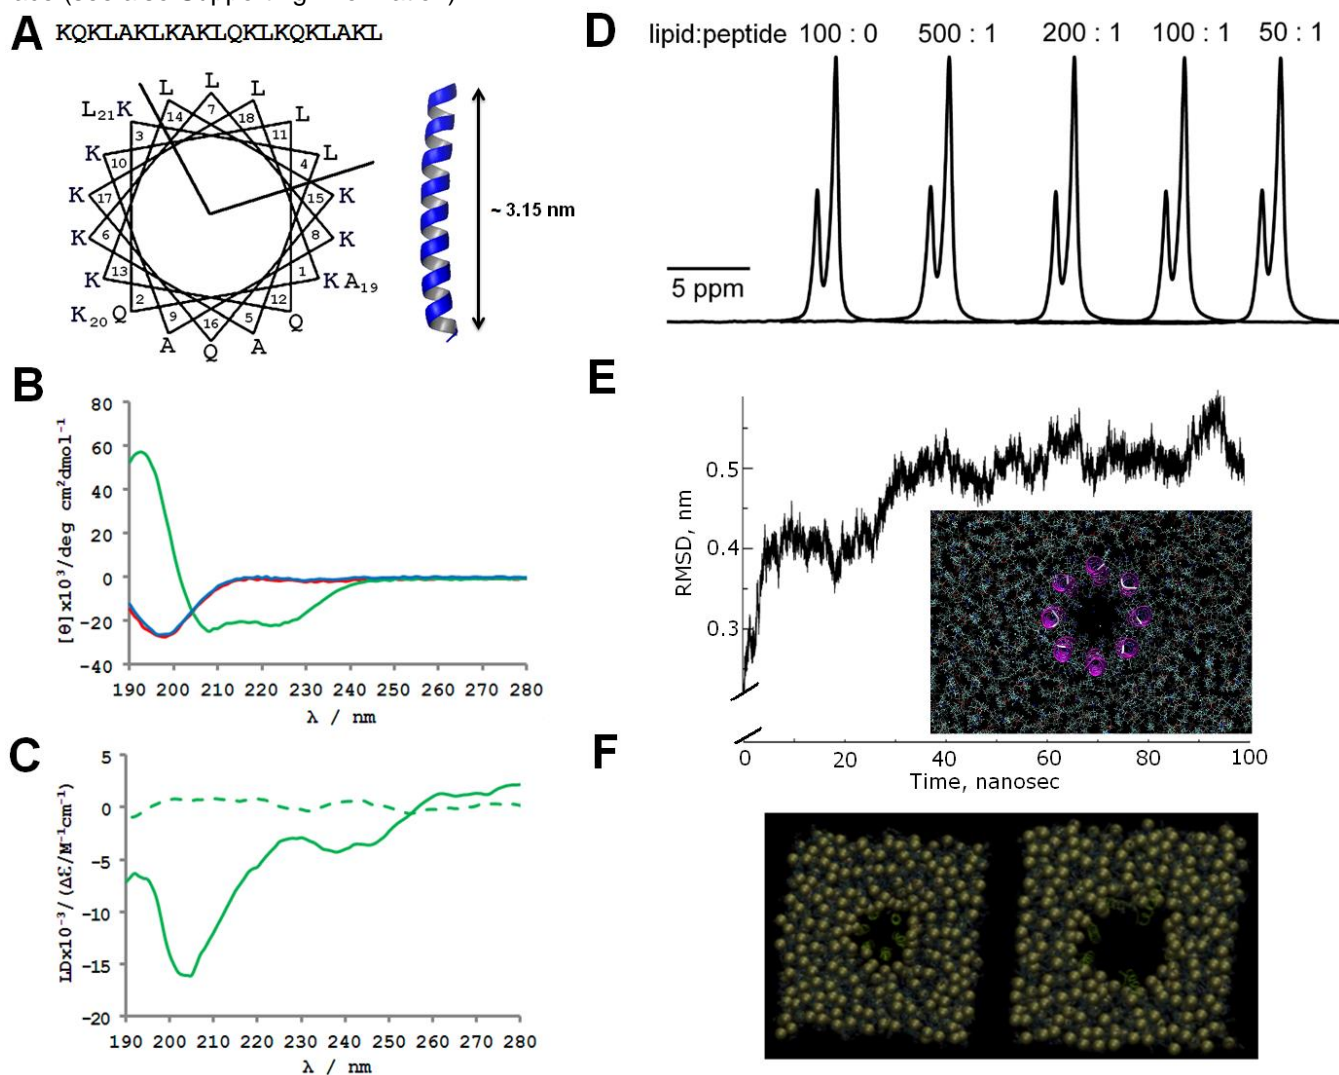 A KQKLAKLKAKLQKLKQKLAKL
L L L
L₂₁K L
K L
K K
K K
K K A₁₉
K₂₀ Q Q
A Q A
14 7 18
3 11
10 4
17 15
6 8
13 1
2 12
9 16 5
~ 3.15 nm
B
[θ]x10³/deg cm²dmol⁻¹
80
60
40
20
0
−20
−40
190 200 210 220 230 240 250 260 270 280
λ / nm
C
LDx10⁻³/(Δε/M⁻¹cm⁻¹)
5
0
−5
−10
−15
−20
190 200 210 220 230 240 250 260 270 280
λ / nm
D
lipid:peptide 100 : 0 500 : 1 200 : 1 100 : 1 50 : 1
5 ppm
E
RMSD, nm
0.5
0.4
0.3
0 20 40 60 80 100
Time, nanosec
F